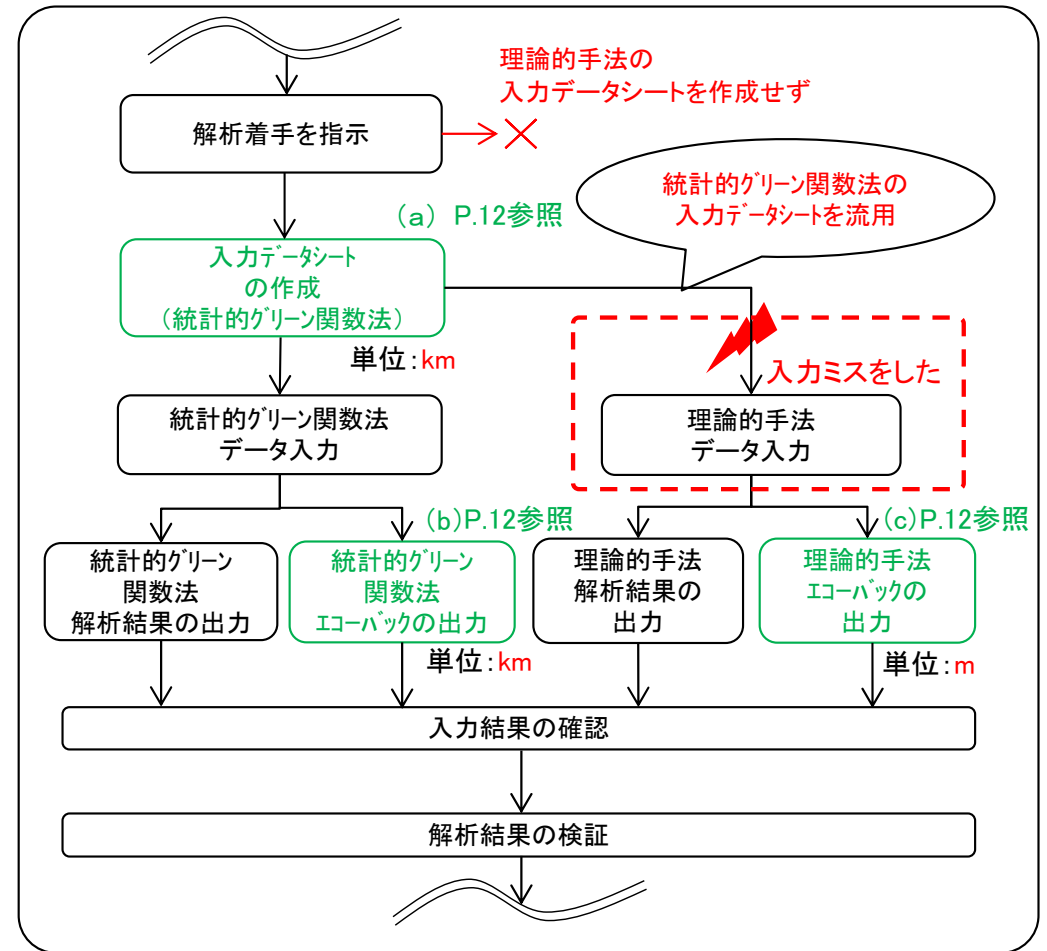 理論的手法の
入力データシートを作成せず
解析着手を指示
統計的グリーン関数法の
入力データシートを流用
(a) P.12参照
入力データシート
の作成
(統計的グリーン関数法)
単位:km
入力ミスをした
統計的グリーン関数法
データ入力
理論的手法
データ入力
(b)P.12参照
(c)P.12参照
統計的グリーン
関数法
解析結果の出力
統計的グリーン
関数法
エコーバックの出力
理論的手法
解析結果の
出力
理論的手法
エコーバックの
出力
単位:km
単位:m
入力結果の確認
解析結果の検証